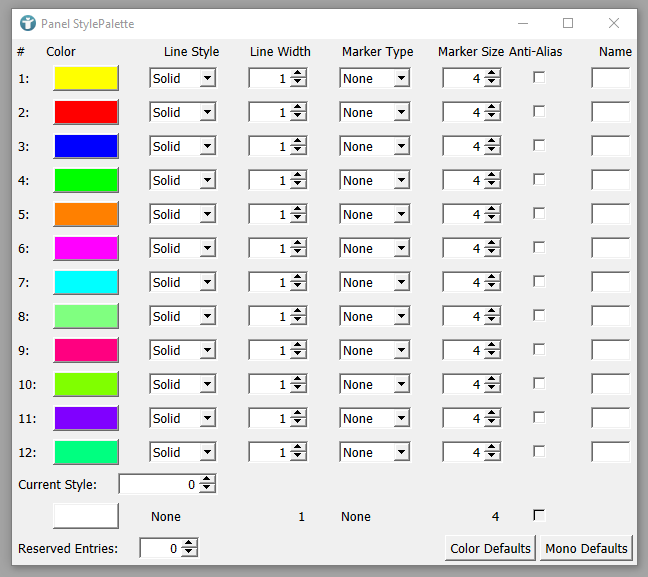 Panel StylePalette
# Color Line Style Line Width Marker Type Marker Size Anti-Alias Name
1: Solid 1 None 4
2: Solid 1 None 4
3: Solid 1 None 4
4: Solid 1 None 4
5: Solid 1 None 4
6: Solid 1 None 4
7: Solid 1 None 4
8: Solid 1 None 4
9: Solid 1 None 4
10: Solid 1 None 4
11: Solid 1 None 4
12: Solid 1 None 4
Current Style: 0
None 1 None 4
Reserved Entries: 0 Color Defaults Mono Defaults